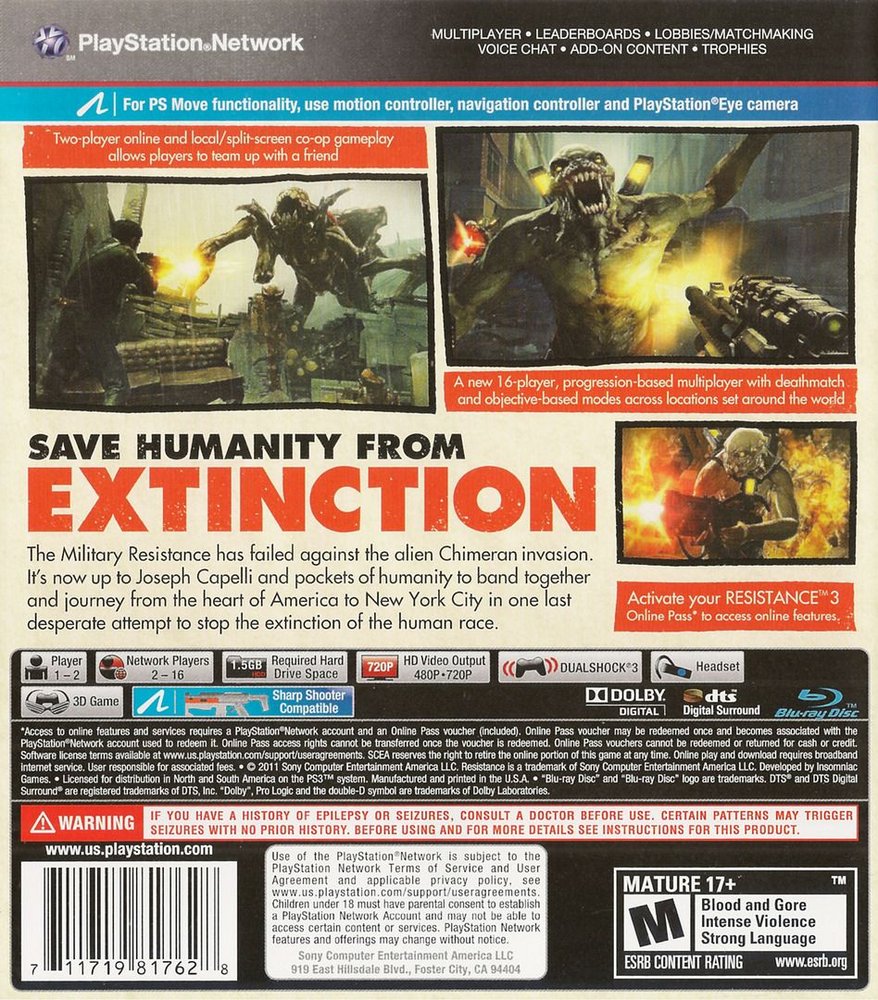 PlayStation®Network
SM
MULTIPLAYER • LEADERBOARDS • LOBBIES/MATCHMAKING
VOICE CHAT • ADD-ON CONTENT • TROPHIES
For PS Move functionality, use motion controller, navigation controller and PlayStation®Eye camera
Two-player online and local/split-screen co-op gameplay
allows players to team up with a friend
A new 16-player, progression-based multiplayer with deathmatch
and objective-based modes across locations set around the world
SAVE HUMANITY FROM
EXTINCTION
The Military Resistance has failed against the alien Chimeran invasion.
It's now up to Joseph Capelli and pockets of humanity to band together
and journey from the heart of America to New York City in one last
desperate attempt to stop the extinction of the human race.
Activate your RESISTANCE™3
Online Pass* to access online features.
Player
1–2
Network Players
2–16
1.5GB
HDD
Required Hard
Drive Space
720P
HD Video Output
480P•720P
DUALSHOCK®3
Headset
3D Game
Sharp Shooter
Compatible
DOLBY
DIGITAL
dts
Digital Surround
Blu-ray Disc™
*Access to online features and services requires a PlayStation®Network account and an Online Pass voucher (included). Online Pass voucher may be redeemed once and becomes associated with the
PlayStation®Network account used to redeem it. Online Pass access rights cannot be transferred once the voucher is redeemed. Online Pass vouchers cannot be redeemed or returned for cash or credit.
Software license terms available at www.us.playstation.com/support/useragreements. SCEA reserves the right to retire the online portion of this game at any time. Online play and download requires broadband
internet service. User responsible for associated fees. • © 2011 Sony Computer Entertainment America LLC. Resistance is a trademark of Sony Computer Entertainment America LLC. Developed by Insomniac
Games. • Licensed for distribution in North and South America on the PS3™ system. Manufactured and printed in the U.S.A. • "Blu-ray Disc" and "Blu-ray Disc" logo are trademarks. DTS® and DTS Digital
Surround® are registered trademarks of DTS, Inc. "Dolby", Pro Logic and the double-D symbol are trademarks of Dolby Laboratories.
WARNING
IF YOU HAVE A HISTORY OF EPILEPSY OR SEIZURES, CONSULT A DOCTOR BEFORE USE. CERTAIN PATTERNS MAY TRIGGER
SEIZURES WITH NO PRIOR HISTORY. BEFORE USING AND FOR MORE DETAILS SEE INSTRUCTIONS FOR THIS PRODUCT.
www.us.playstation.com
7 11719 81762 8
Use of the PlayStation®Network is subject to the
PlayStation Network Terms of Service and User
Agreement and applicable privacy policy, see
www.us.playstation.com/support/useragreements.
Children under 18 must have parental consent to establish
a PlayStation Network Account and may not be able to
access certain content or services. PlayStation Network
features and offerings may change without notice.
Sony Computer Entertainment America LLC
919 East Hillsdale Blvd., Foster City, CA 94404
MATURE 17+ ™
M
Blood and Gore
Intense Violence
Strong Language
ESRB CONTENT RATING www.esrb.org